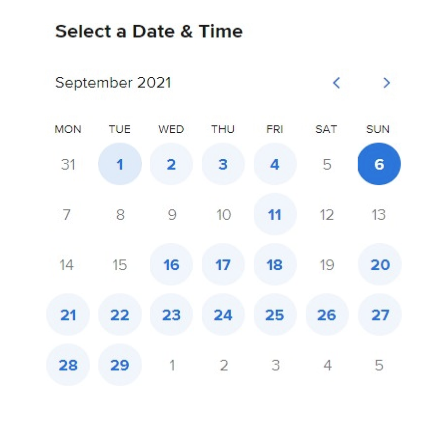 Select a Date & Time
September 2021
MON TUE WED THU FRI SAT SUN
31 1 2 3 4 5 6
7 8 9 10 11 12 13
14 15 16 17 18 19 20
21 22 23 24 25 26 27
28 29 1 2 3 4 5